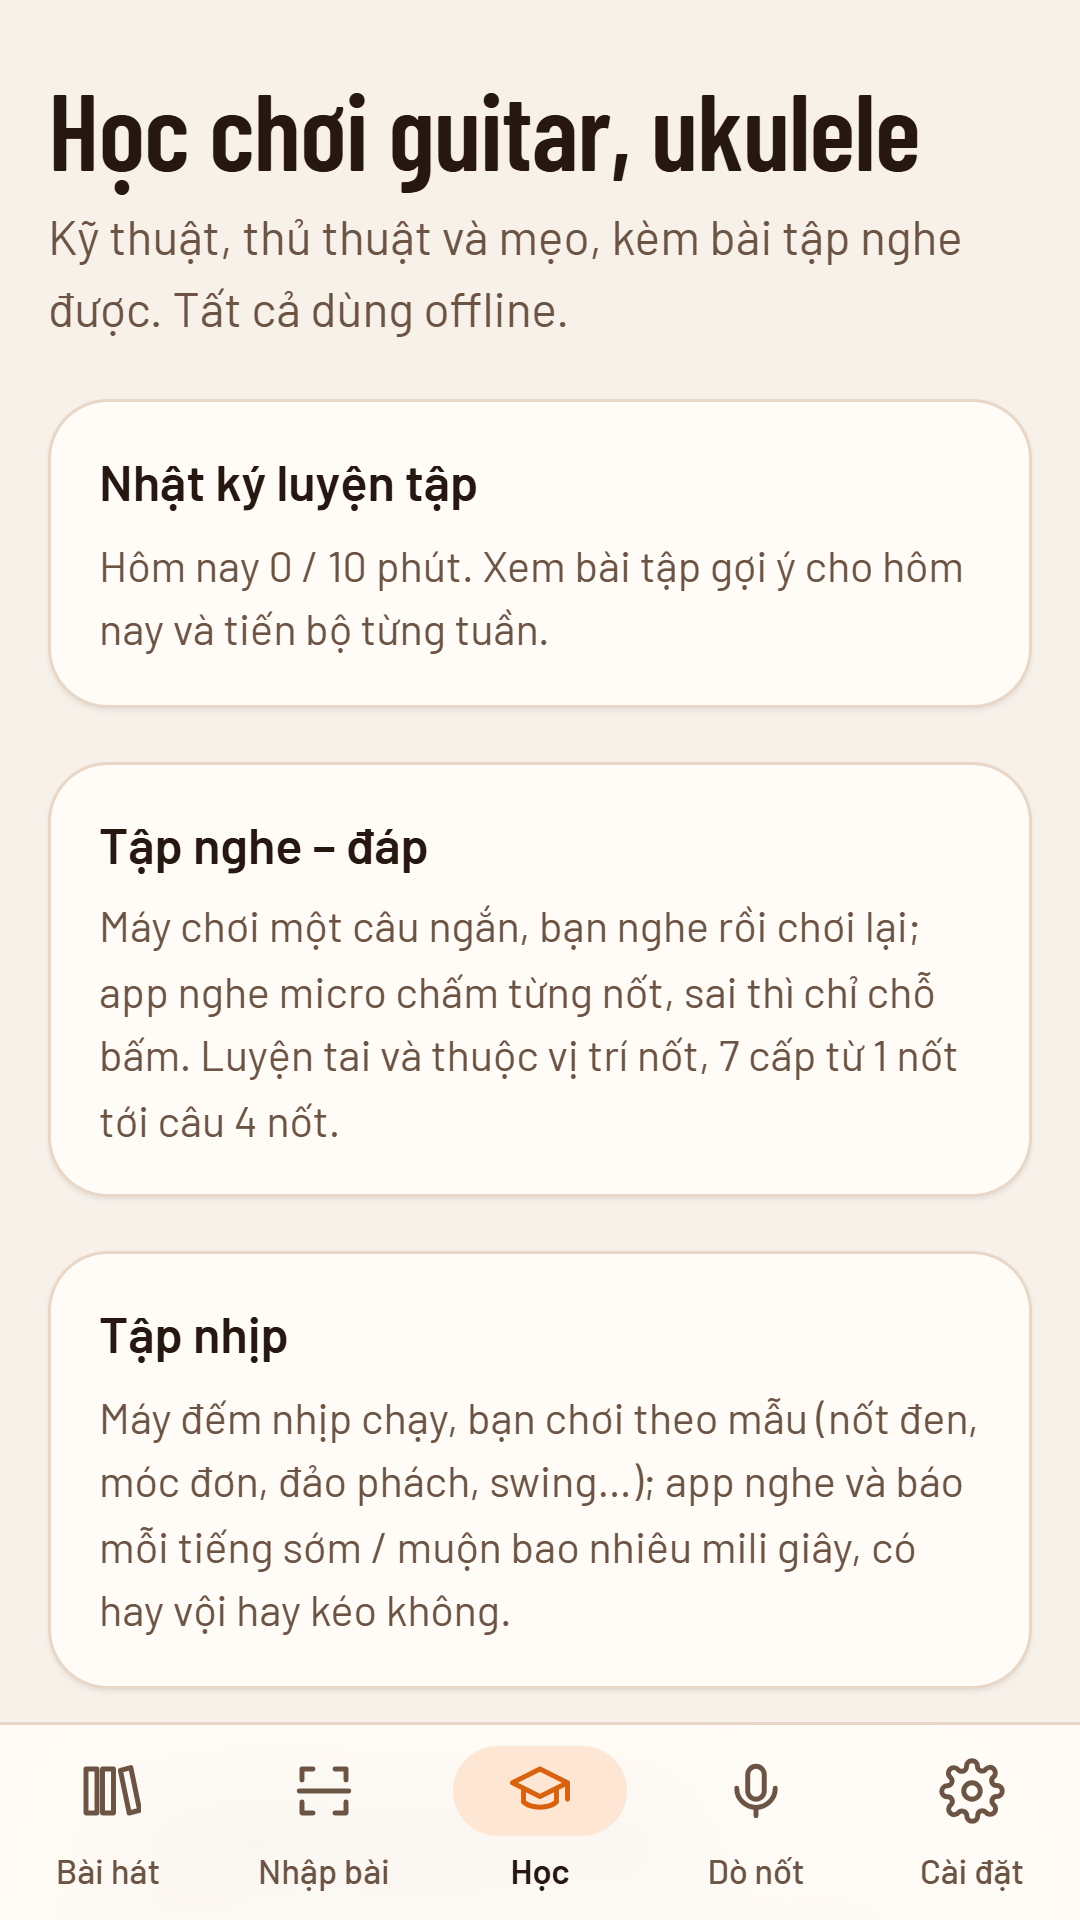 Học chơi guitar, ukulele
Kỹ thuật, thủ thuật và mẹo, kèm bài tập nghe
được. Tất cả dùng offline.
Nhật ký luyện tập
Hôm nay 0 / 10 phút. Xem bài tập gợi ý cho hôm
nay và tiến bộ từng tuần.
Tập nghe – đáp
Máy chơi một câu ngắn, bạn nghe rồi chơi lại;
app nghe micro chấm từng nốt, sai thì chỉ chỗ
bấm. Luyện tai và thuộc vị trí nốt, 7 cấp từ 1 nốt
tới câu 4 nốt.
Tập nhịp
Máy đếm nhịp chạy, bạn chơi theo mẫu (nốt đen,
móc đơn, đảo phách, swing...); app nghe và báo
mỗi tiếng sớm / muộn bao nhiêu mili giây, có
hay vội hay kéo không.
Bài hát
Nhập bài
Học
Dò nốt
Cài đặt